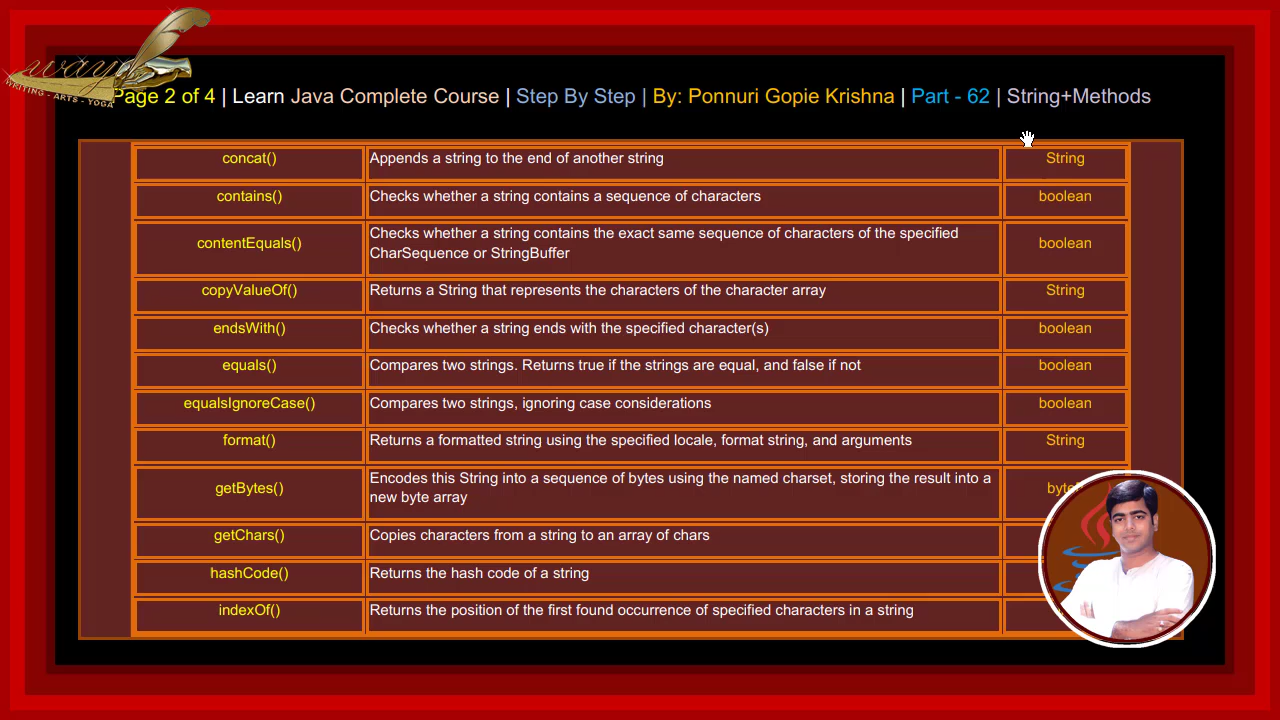 way
WRITING - ARTS - YOGA
Page 2 of 4 | Learn Java Complete Course | Step By Step | By: Ponnuri Gopie Krishna | Part - 62 | String+Methods
concat() Appends a string to the end of another string String
contains() Checks whether a string contains a sequence of characters boolean
contentEquals() Checks whether a string contains the exact same sequence of characters of the specified
CharSequence or StringBuffer boolean
copyValueOf() Returns a String that represents the characters of the character array String
endsWith() Checks whether a string ends with the specified character(s) boolean
equals() Compares two strings. Returns true if the strings are equal, and false if not boolean
equalsIgnoreCase() Compares two strings, ignoring case considerations boolean
format() Returns a formatted string using the specified locale, format string, and arguments String
getBytes() Encodes this String into a sequence of bytes using the named charset, storing the result into a
new byte array
getChars() Copies characters from a string to an array of chars
hashCode() Returns the hash code of a string
indexOf() Returns the position of the first found occurrence of specified characters in a string